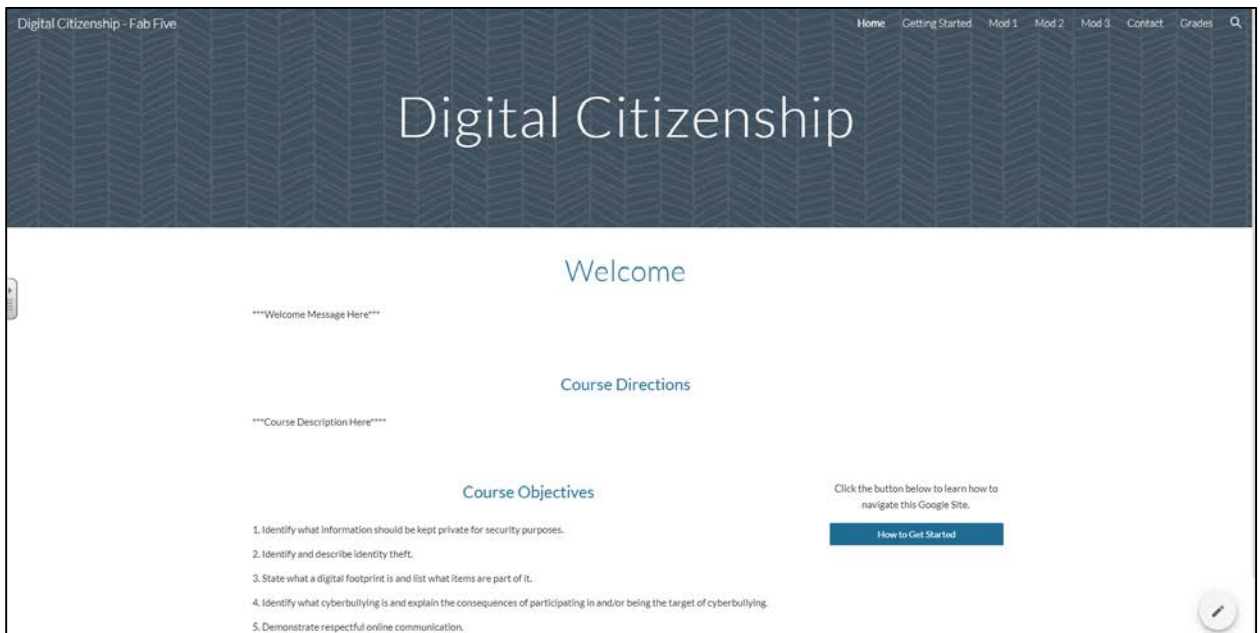 Digital Citizenship - Fab Five
Home Getting Started Mod 1 Mod 2 Mod 3 Contact Grades
Digital Citizenship
Welcome
***Welcome Message Here***
Course Directions
***Course Description Here****
Course Objectives
1. Identify what information should be kept private for security purposes.
2. Identify and describe identity theft.
3. State what a digital footprint is and list what items are part of it.
4. Identify what cyberbullying is and explain the consequences of participating in and/or being the target of cyberbullying.
5. Demonstrate respectful online communication.
Click the button below to learn how to
navigate this Google Site.
How to Get Started